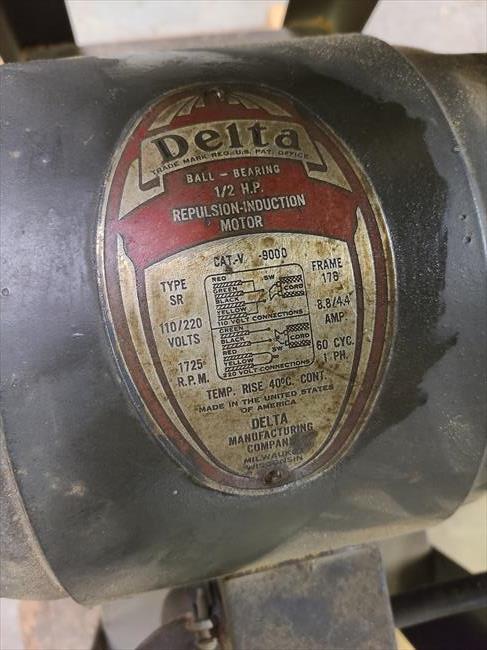 Delta
TRADE MARK REG. U.S. PAT. OFFICE
BALL - BEARING
1/2 H.P.
REPULSION-INDUCTION
MOTOR
CAT.-V. -9000
TYPE
SR
FRAME
178
RED
GREEN
BLACK
YELLOW
SW
CORD
110 VOLT CONNECTIONS
110/220
VOLTS
8.8/4.4
AMP.
GREEN
BLACK
RED
YELLOW
SW
CORD
220 VOLT CONNECTIONS
1725
R.P.M.
60 CYC.
1 PH.
TEMP. RISE 40°C. CONT.
MADE IN THE UNITED STATES
OF AMERICA
DELTA
MANUFACTURING
COMPANY
MILWAUKEE
WISCONSIN